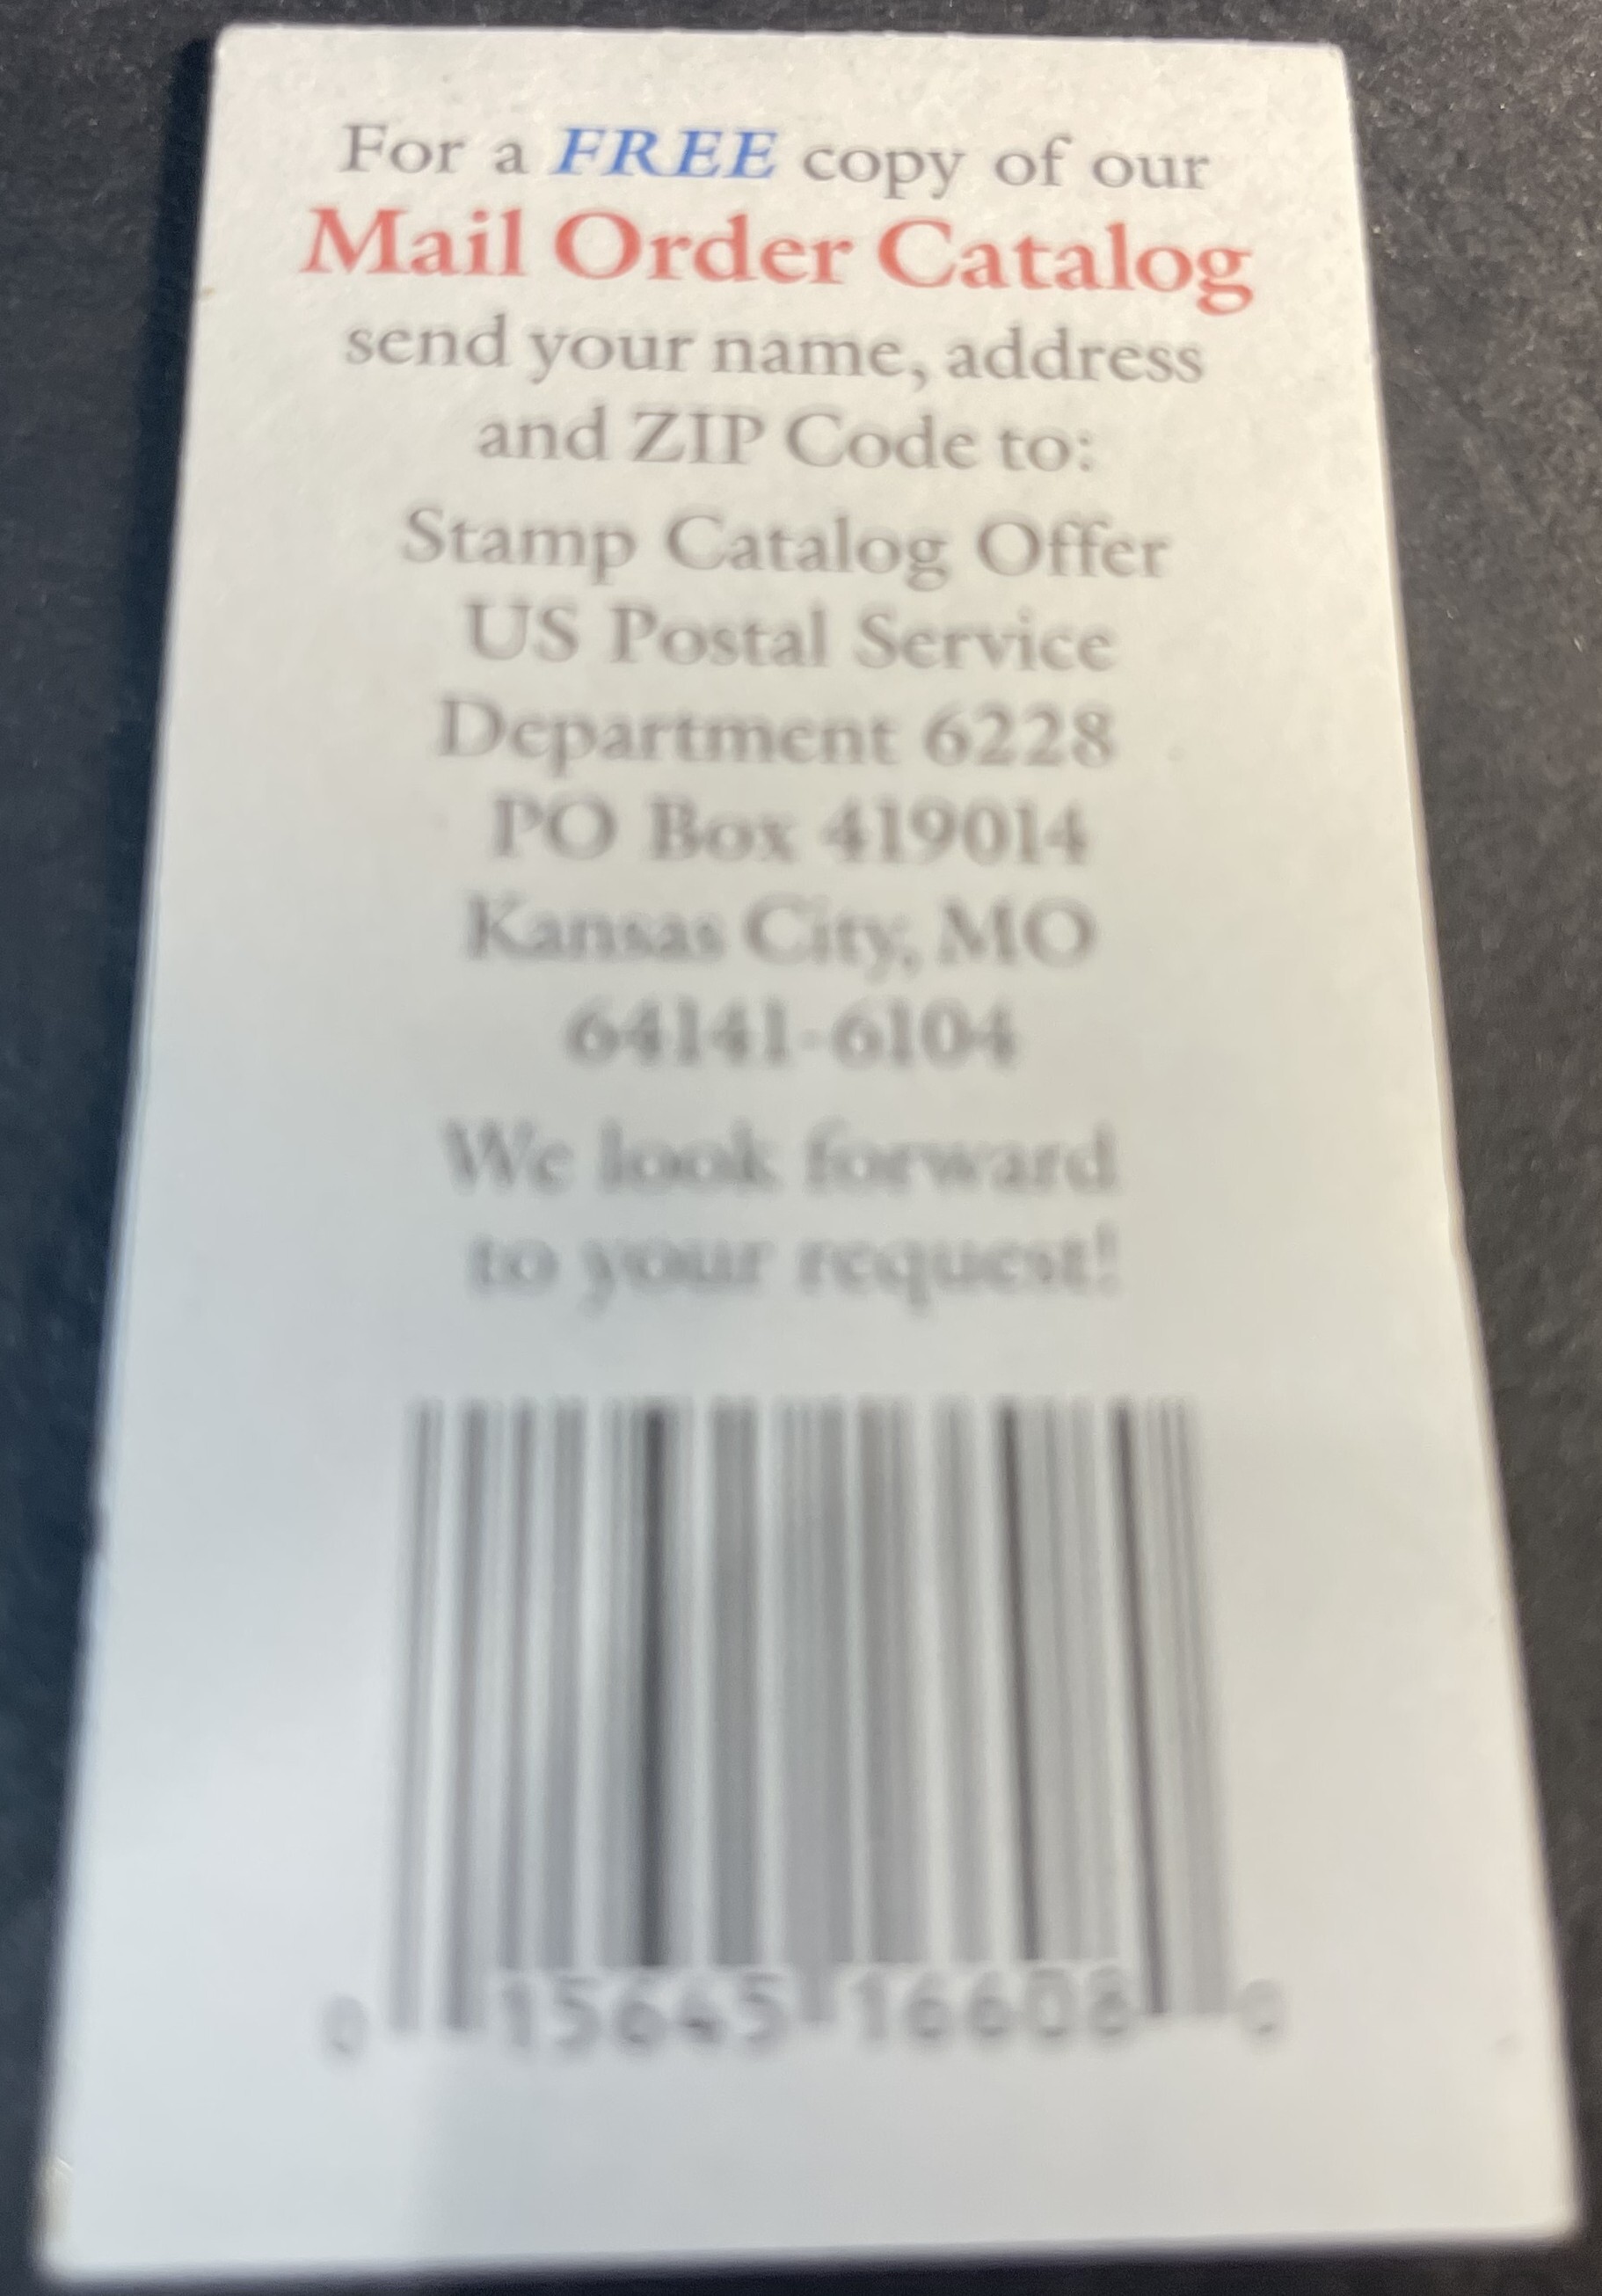 For a FREE copy of our
Mail Order Catalog
send your name, address
and ZIP Code to:
Stamp Catalog Offer
US Postal Service
Department 6228
PO Box 419014
Kansas City, MO
64141-6104
We look forward
to your request!
0 15645 16608 0